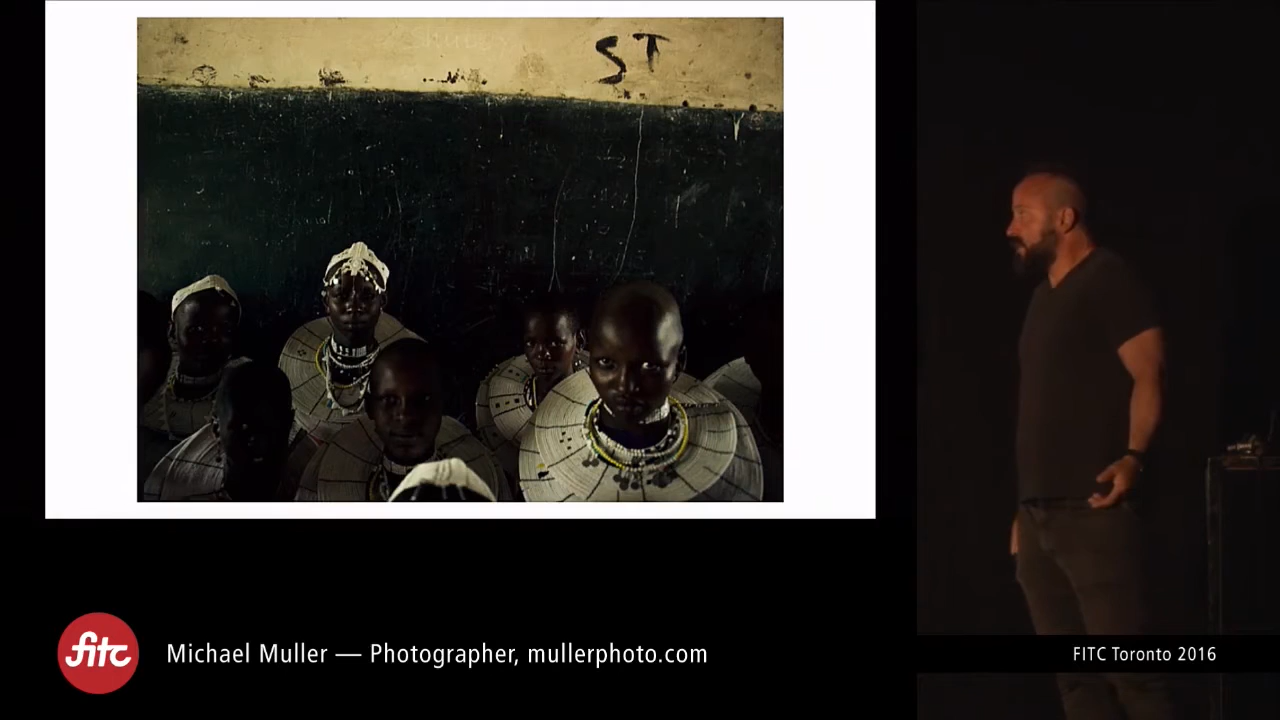 ST
fitc
Michael Muller — Photographer, mullerphoto.com
FITC Toronto 2016